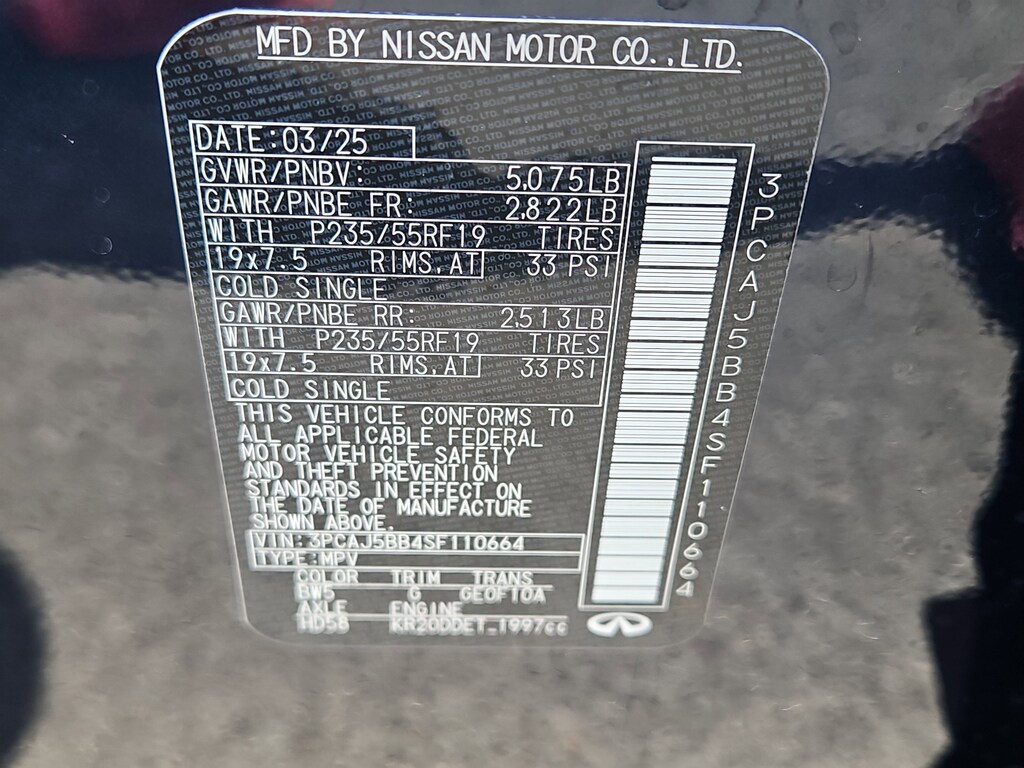 MFD BY NISSAN MOTOR CO.,LTD.
DATE:03/25
GVWR/PNBV: 5,075LB
GAWR/PNBE FR: 2,822LB
WITH P235/55RF19 TIRES
19x7.5 RIMS,AT 33 PSI
COLD SINGLE
GAWR/PNBE RR: 2,513LB
WITH P235/55RF19 TIRES
19x7.5 RIMS,AT 33 PSI
COLD SINGLE
THIS VEHICLE CONFORMS TO
ALL APPLICABLE FEDERAL
MOTOR VEHICLE SAFETY
AND THEFT PREVENTION
STANDARDS IN EFFECT ON
THE DATE OF MANUFACTURE
SHOWN ABOVE.
VIN:3PCAJ5BB4SF110664
TYPE:MPV
COLOR TRIM TRANS
BW5 G GE0F10A
AXLE ENGINE
HD58 KR20DDET-1997cc
3PCAJ5BB4SF110664